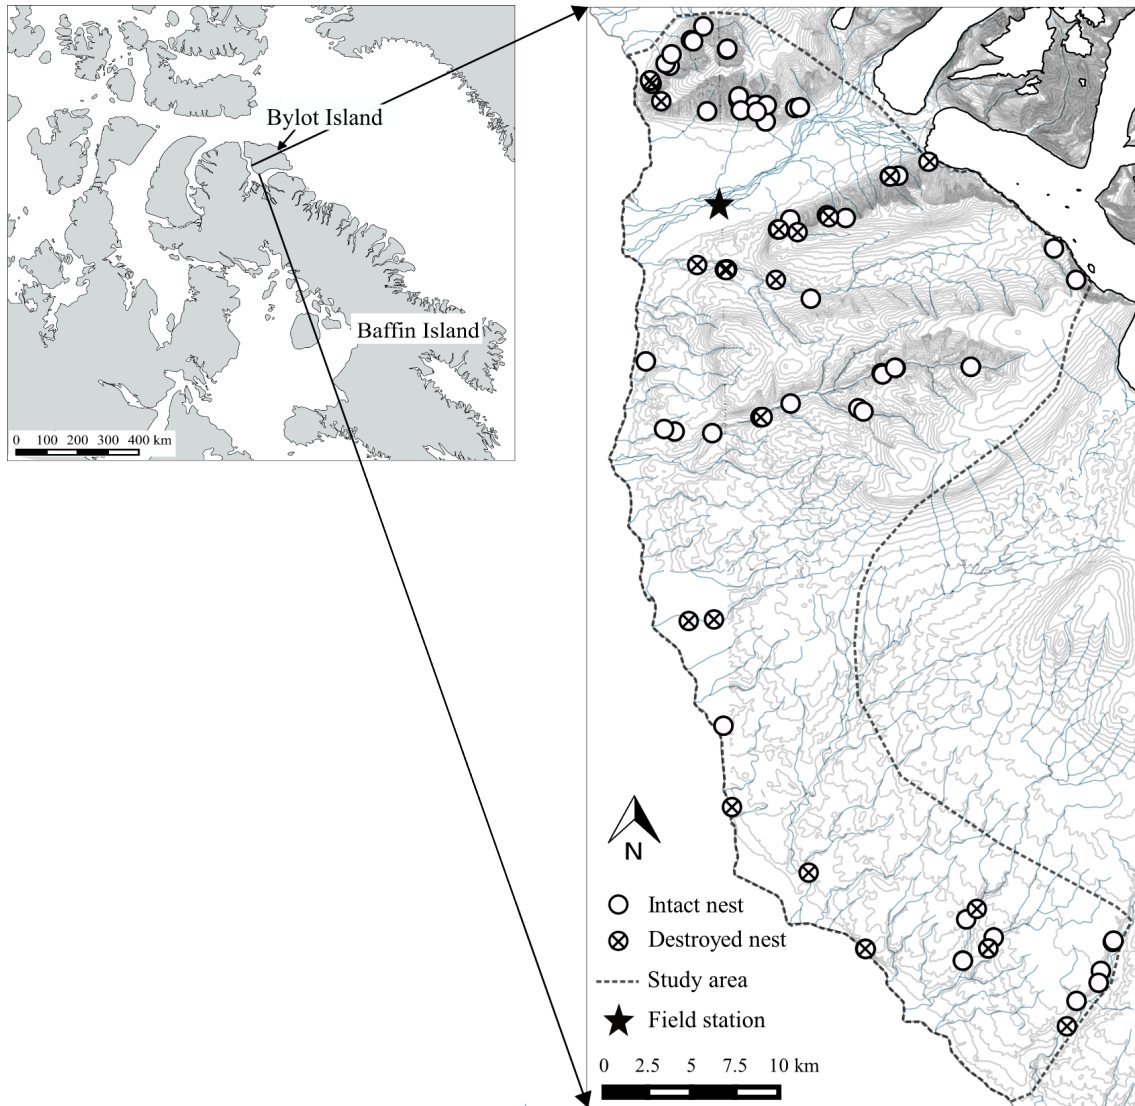 Bylot Island
Baffin Island
0 100 200 300 400 km
N
Intact nest
Destroyed nest
Study area
Field station
0 2.5 5 7.5 10 km